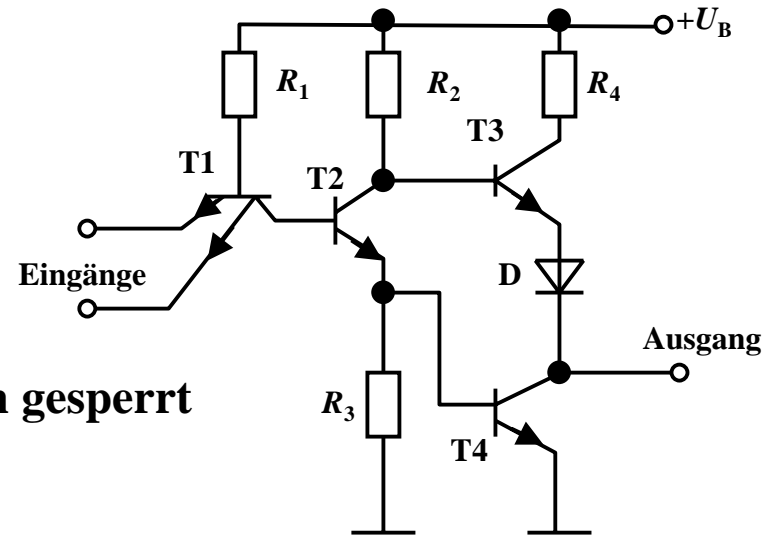 +U_B
R_1
R_2
R_4
T3
T1
T2
Eingänge
D
Ausgang
gesperrt
R_3
T4